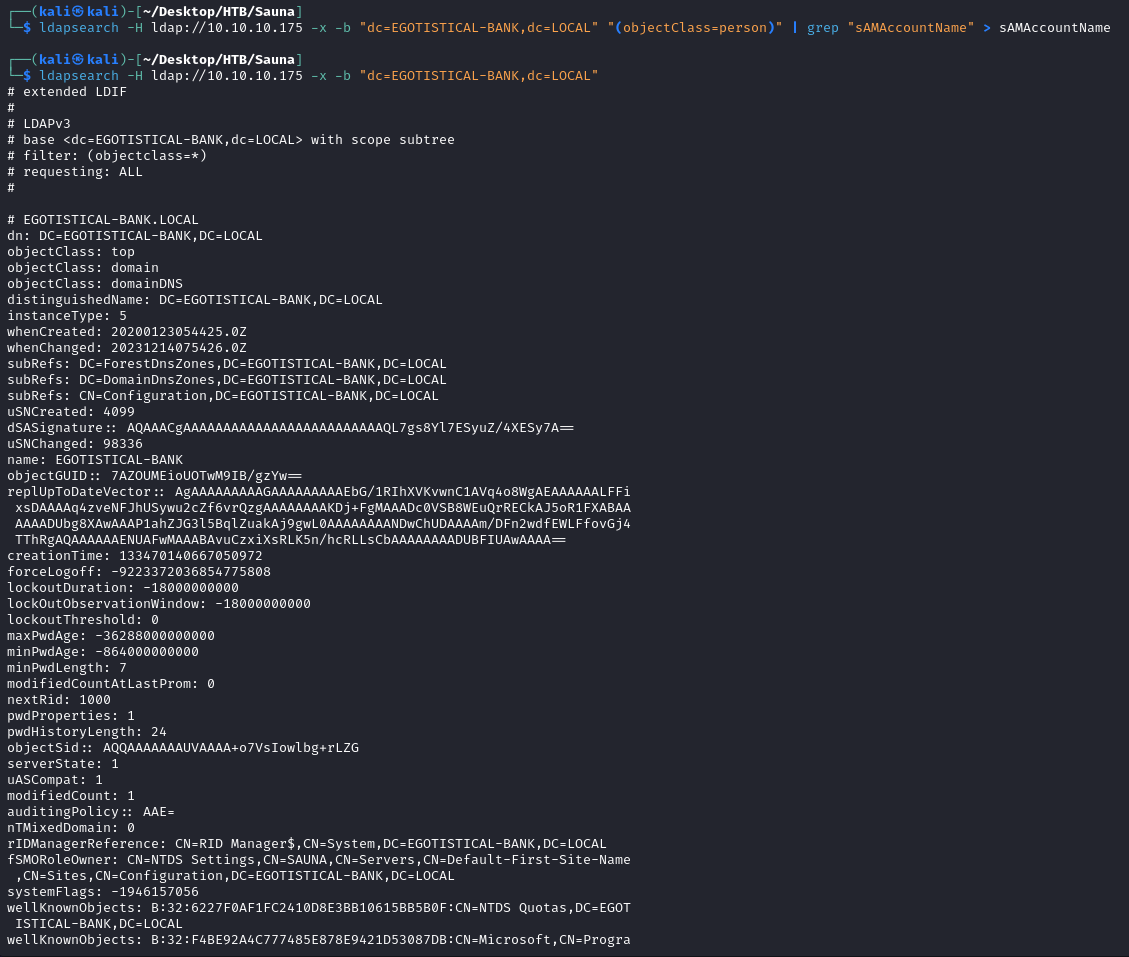 ┌──(kali㉿kali)-[~/Desktop/HTB/Sauna]
└─$ ldapsearch -H ldap://10.10.10.175 -x -b "dc=EGOTISTICAL-BANK,dc=LOCAL" "(objectClass=person)" | grep "sAMAccountName" > sAMAccountName
┌──(kali㉿kali)-[~/Desktop/HTB/Sauna]
└─$ ldapsearch -H ldap://10.10.10.175 -x -b "dc=EGOTISTICAL-BANK,dc=LOCAL"
# extended LDIF
#
# LDAPv3
# base <dc=EGOTISTICAL-BANK,dc=LOCAL> with scope subtree
# filter: (objectclass=*)
# requesting: ALL
#
# EGOTISTICAL-BANK.LOCAL
dn: DC=EGOTISTICAL-BANK,DC=LOCAL
objectClass: top
objectClass: domain
objectClass: domainDNS
distinguishedName: DC=EGOTISTICAL-BANK,DC=LOCAL
instanceType: 5
whenCreated: 20200123054425.0Z
whenChanged: 20231214075426.0Z
subRefs: DC=ForestDnsZones,DC=EGOTISTICAL-BANK,DC=LOCAL
subRefs: DC=DomainDnsZones,DC=EGOTISTICAL-BANK,DC=LOCAL
subRefs: CN=Configuration,DC=EGOTISTICAL-BANK,DC=LOCAL
uSNCreated: 4099
dSASignature:: AQAAACgAAAAAAAAAAAAAAAAAAAAAAAAAQL7gs8Yl7ESyuZ/4XESy7A==
uSNChanged: 98336
name: EGOTISTICAL-BANK
objectGUID:: 7AZOUMEioUOTwM9IB/gzYw==
replUpToDateVector:: AgAAAAAAAAAGAAAAAAAAAEbG/1RIhXVKvwnC1AVq4o8WgAEAAAAAALFFi
 xsDAAAAq4zveNFJhUSywu2cZf6vrQzgAAAAAAAAKDj+FgMAAADc0VSB8WEuQrRECkAJ5oR1FXABAA
 AAAADUbg8XAwAAAP1ahZJG3l5BqlZuakAj9gwL0AAAAAAAANDwChUDAAAAm/DFn2wdfEWLFfovGj4
 TThRgAQAAAAAAENUAFwMAAABAvuCzxiXsRLK5n/hcRLLsCbAAAAAAAADUBFIUAwAAAA==
creationTime: 133470140667050972
forceLogoff: -9223372036854775808
lockoutDuration: -18000000000
lockOutObservationWindow: -18000000000
lockoutThreshold: 0
maxPwdAge: -36288000000000
minPwdAge: -864000000000
minPwdLength: 7
modifiedCountAtLastProm: 0
nextRid: 1000
pwdProperties: 1
pwdHistoryLength: 24
objectSid:: AQQAAAAAAAUVAAAA+o7VsIowlbg+rLZG
serverState: 1
uASCompat: 1
modifiedCount: 1
auditingPolicy:: AAE=
nTMixedDomain: 0
rIDManagerReference: CN=RID Manager$,CN=System,DC=EGOTISTICAL-BANK,DC=LOCAL
fSMORoleOwner: CN=NTDS Settings,CN=SAUNA,CN=Servers,CN=Default-First-Site-Name
 ,CN=Sites,CN=Configuration,DC=EGOTISTICAL-BANK,DC=LOCAL
systemFlags: -1946157056
wellKnownObjects: B:32:6227F0AF1FC2410D8E3BB10615BB5B0F:CN=NTDS Quotas,DC=EGOT
 ISTICAL-BANK,DC=LOCAL
wellKnownObjects: B:32:F4BE92A4C777485E878E9421D53087DB:CN=Microsoft,CN=Progra